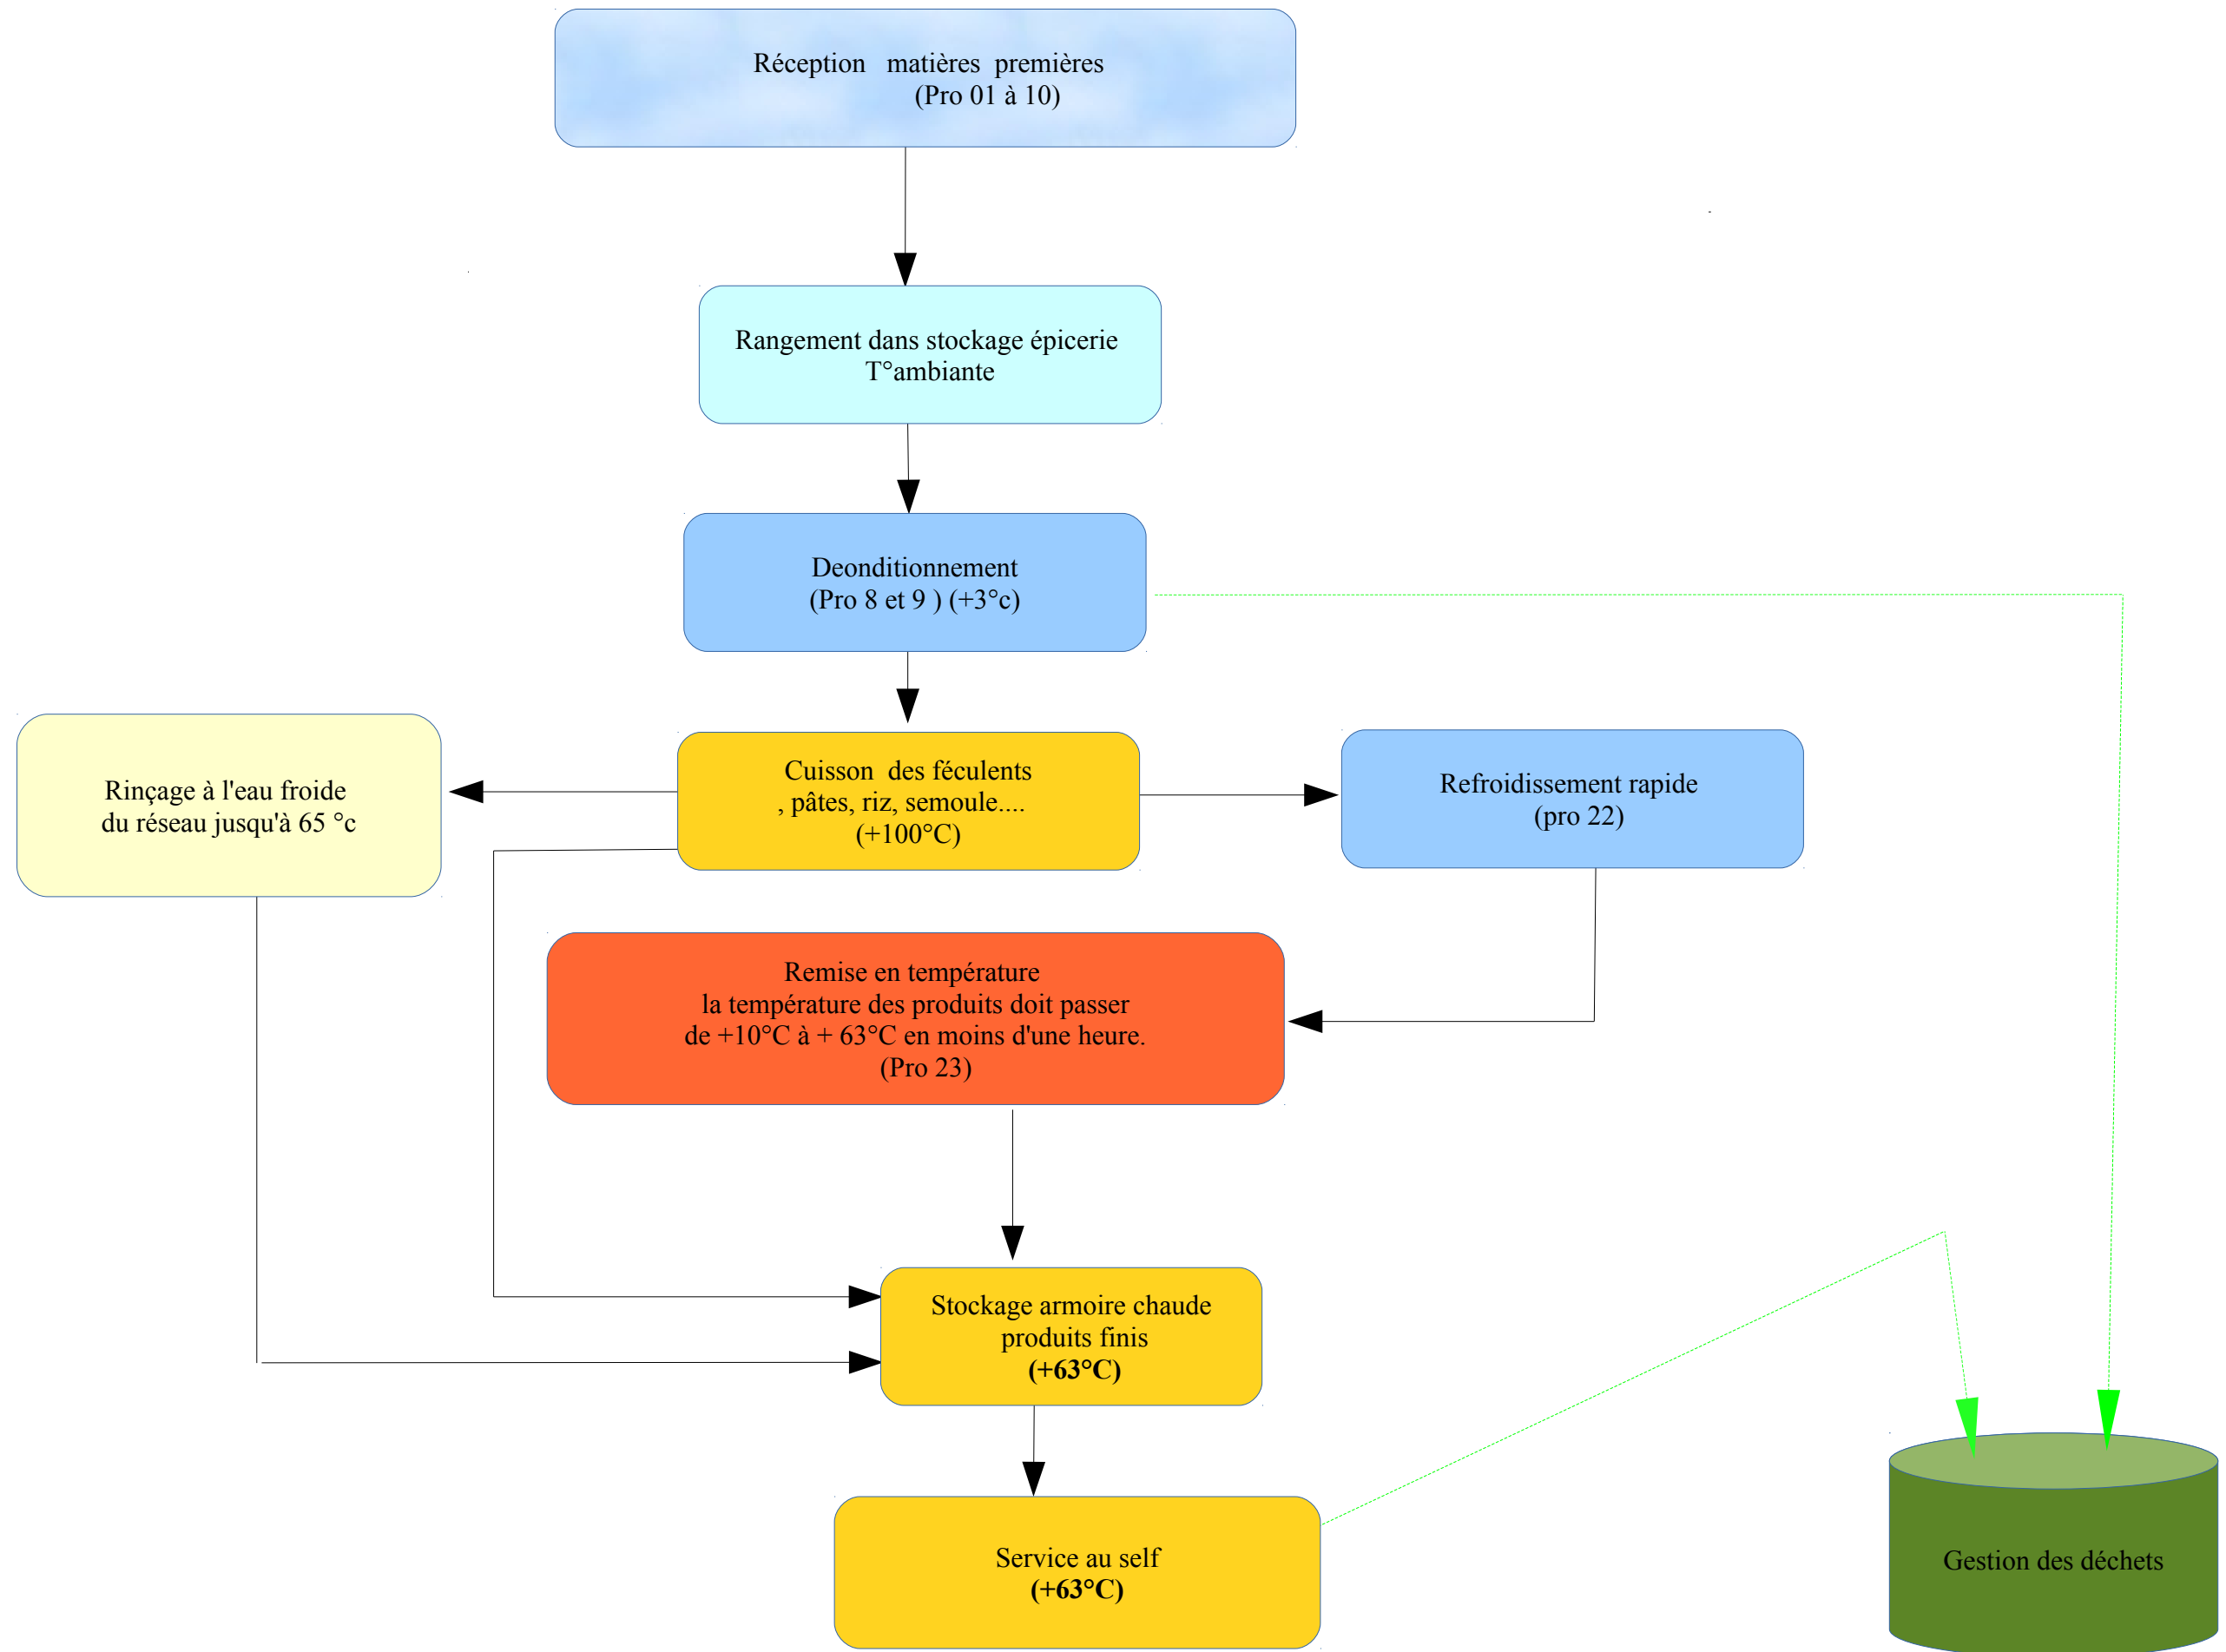 Réception   matières  premières
(Pro 01 à 10)
Rangement dans stockage épicerie
T°ambiante
Deonditionnement
(Pro 8 et 9 ) (+3°c)
Rinçage à l'eau froide
du réseau jusqu'à 65 °c
Cuisson  des féculents
, pâtes, riz, semoule....
(+100°C)
Refroidissement rapide
(pro 22)
Remise en température
la température des produits doit passer
de +10°C à + 63°C en moins d'une heure.
(Pro 23)
Stockage armoire chaude
produits finis
(+63°C)
Service au self
(+63°C)
Gestion des déchets